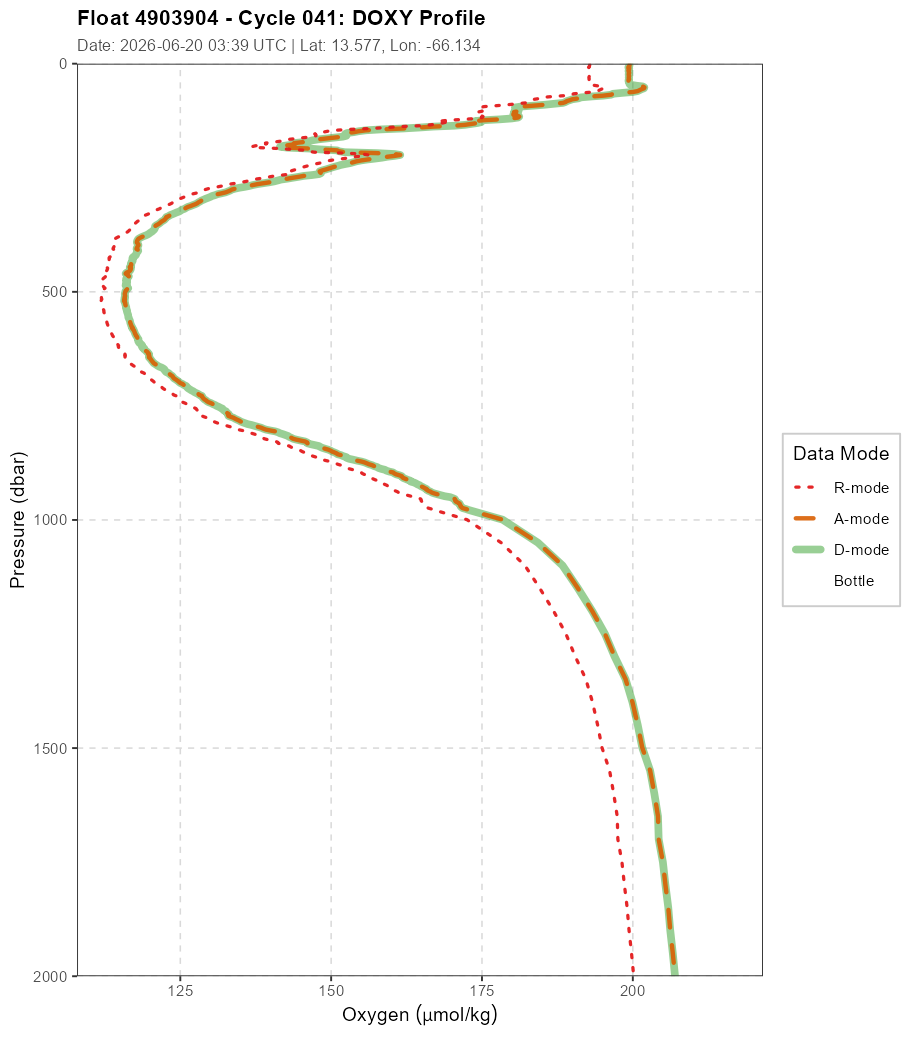 Float 4903904 - Cycle 041: DOXY Profile
Date: 2026-06-20 03:39 UTC | Lat: 13.577, Lon: -66.134
0
500
1000
1500
2000
Pressure (dbar)
125
150
175
200
Oxygen (μmol/kg)
Data Mode
R-mode
A-mode
D-mode
Bottle